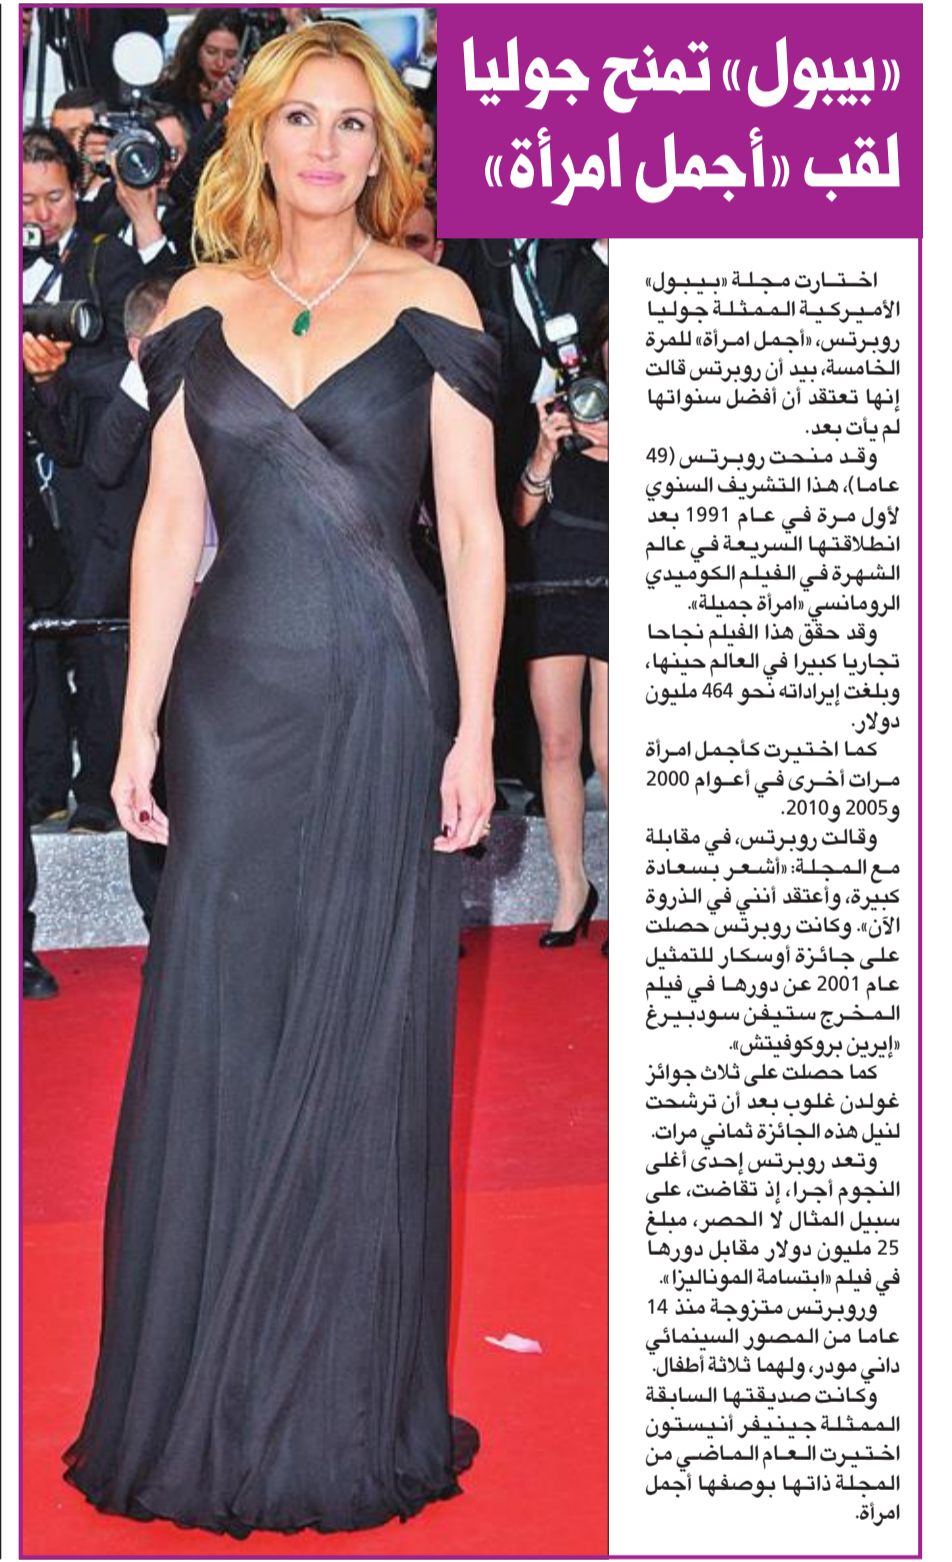 «بيبول» تمنح جوليا
لقب «أجمل امرأة»
اختارت مجلة «بيبول»
الأميركية الممثلة جوليا
روبرتس، «أجمل امرأة» للمرة
الخامسة، بيد أن روبرتس قالت
إنها تعتقد أن أفضل سنواتها
لم يأت بعد.
وقد منحت روبرتس (49
عاما)، هذا التشريف السنوي
لأول مرة في عام 1991 بعد
انطلاقتها السريعة في عالم
الشهرة في الفيلم الكوميدي
الرومانسي «امرأة جميلة».
وقد حقق هذا الفيلم نجاحا
تجاريا كبيرا في العالم حينها،
وبلغت إيراداته نحو 464 مليون
دولار.
كما اختيرت كأجمل امرأة
مرات أخرى في أعوام 2000
و2005 و2010.
وقالت روبرتس، في مقابلة
مع المجلة: «أشعر بسعادة
كبيرة، وأعتقد أنني في الذروة
الآن». وكانت روبرتس حصلت
على جائزة أوسكار للتمثيل
عام 2001 عن دورها في فيلم
المخرج ستيفن سودبيرغ
«إيرين بروكوفيتش».
كما حصلت على ثلاث جوائز
غولدن غلوب بعد أن ترشحت
لنيل هذه الجائزة ثماني مرات.
وتعد روبرتس إحدى أغلى
النجوم أجرا، إذ تقاضت، على
سبيل المثال لا الحصر، مبلغ
25 مليون دولار مقابل دورها
في فيلم «ابتسامة الموناليزا».
وروبرتس متزوجة منذ 14
عاما من المصور السينمائي
داني مودر، ولهما ثلاثة أطفال.
وكانت صديقتها السابقة
الممثلة جينيفر أنيستون
اختيرت العام الماضي من
المجلة ذاتها بوصفها أجمل
امرأة.